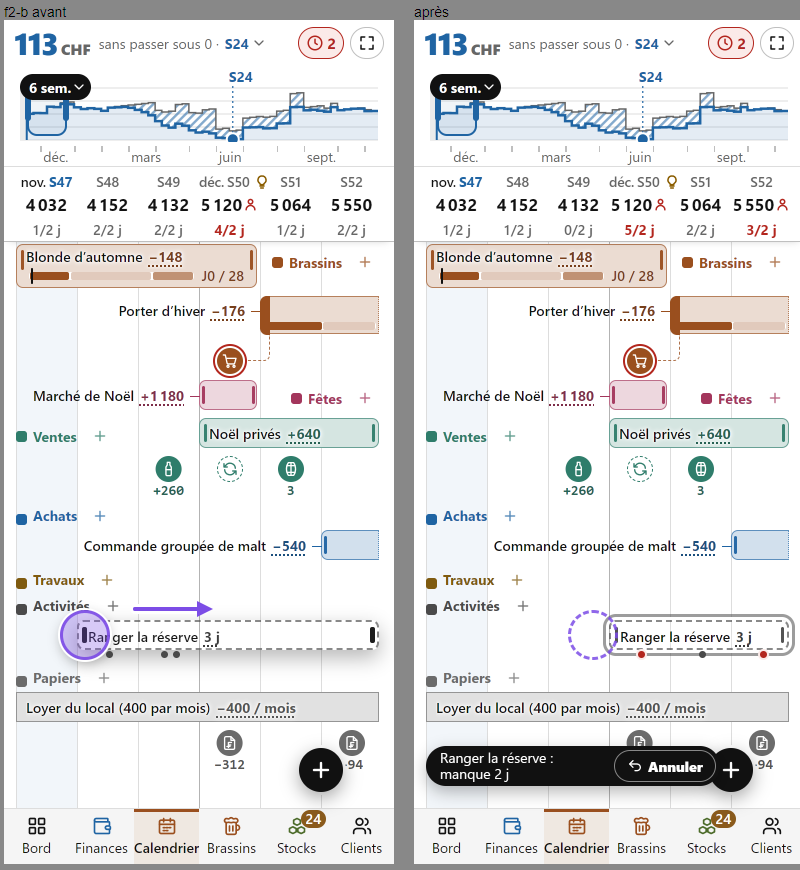 f2-b avant
113 CHF sans passer sous 0 · S24
2
S24
6 sem.
déc. mars juin sept.
nov. S47 S48 S49 déc. S50 S51 S52
4 032 4 152 4 132 5 120 5 064 5 550
1/2 j 2/2 j 2/2 j 4/2 j 1/2 j 2/2 j
Blonde d’automne −148
J0 / 28
Brassins +
Porter d’hiver −176
Marché de Noël +1 180
Fêtes +
Ventes +
Noël privés +640
+260 3
Achats +
Commande groupée de malt −540
Travaux +
Activités +
Ranger la réserve 3 j
Papiers +
Loyer du local (400 par mois) −400 / mois
−312 ·94
+
24
Bord Finances Calendrier Brassins Stocks Clients
après
113 CHF sans passer sous 0 · S24
2
S24
6 sem.
déc. mars juin sept.
nov. S47 S48 S49 déc. S50 S51 S52
4 032 4 152 4 132 5 120 5 064 5 550
1/2 j 1/2 j 0/2 j 5/2 j 2/2 j 3/2 j
Blonde d’automne −148
J0 / 28
Brassins +
Porter d’hiver −176
Marché de Noël +1 180
Fêtes +
Ventes +
Noël privés +640
+260 3
Achats +
Commande groupée de malt −540
Travaux +
Activités +
Ranger la réserve 3 j
Papiers +
Loyer du local (400 par mois) −400 / mois
Ranger la réserve :
manque 2 j
Annuler
+
·94
24
Bord Finances Calendrier Brassins Stocks Clients